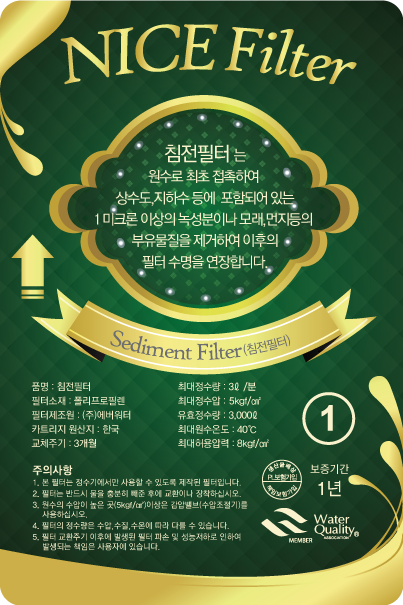 NICE Filter
침전필터 는
원수로 최초 접촉하여
상수도,지하수 등에 포함되어 있는
1 미크론 이상의 녹성분이나 모래,먼지등의
부유물질을 제거하여 이후의
필터 수명을 연장합니다.
Sediment Filter (침전필터)
품명 : 침전필터
필터소재 : 폴리프로필렌
필터제조원 : (주)에버워터
카트리지 원산지 : 한국
교체주기 : 3개월
최대정수량 : 3ℓ /분
최대정수압 : 5kgf/㎠
유효정수량 : 3,000ℓ
최대원수온도 : 40℃
최대허용압력 : 8kgf/㎠
1
주의사항
1. 본 필터는 정수기에서만 사용할 수 있도록 제작된 필터입니다.
2. 필터는 반드시 물을 충분히 빼준 후에 교환이나 장착하십시오.
3. 원수의 수압이 높은 곳(5kgf/㎠)이상은 감압밸브(수압조절기)를
사용하십시오.
4. 필터의 정수량은 수압,수질,수온에 따라 다를 수 있습니다.
5. 필터 교환주기 이후에 발생된 필터 파손 및 성능저하로 인하여
발생되는 책임은 사용자에 있습니다.
생산물배상
PL보험가입
책임보험가입
보증기간
1년
MEMBER
Water
Quality®
ASSOCIATION